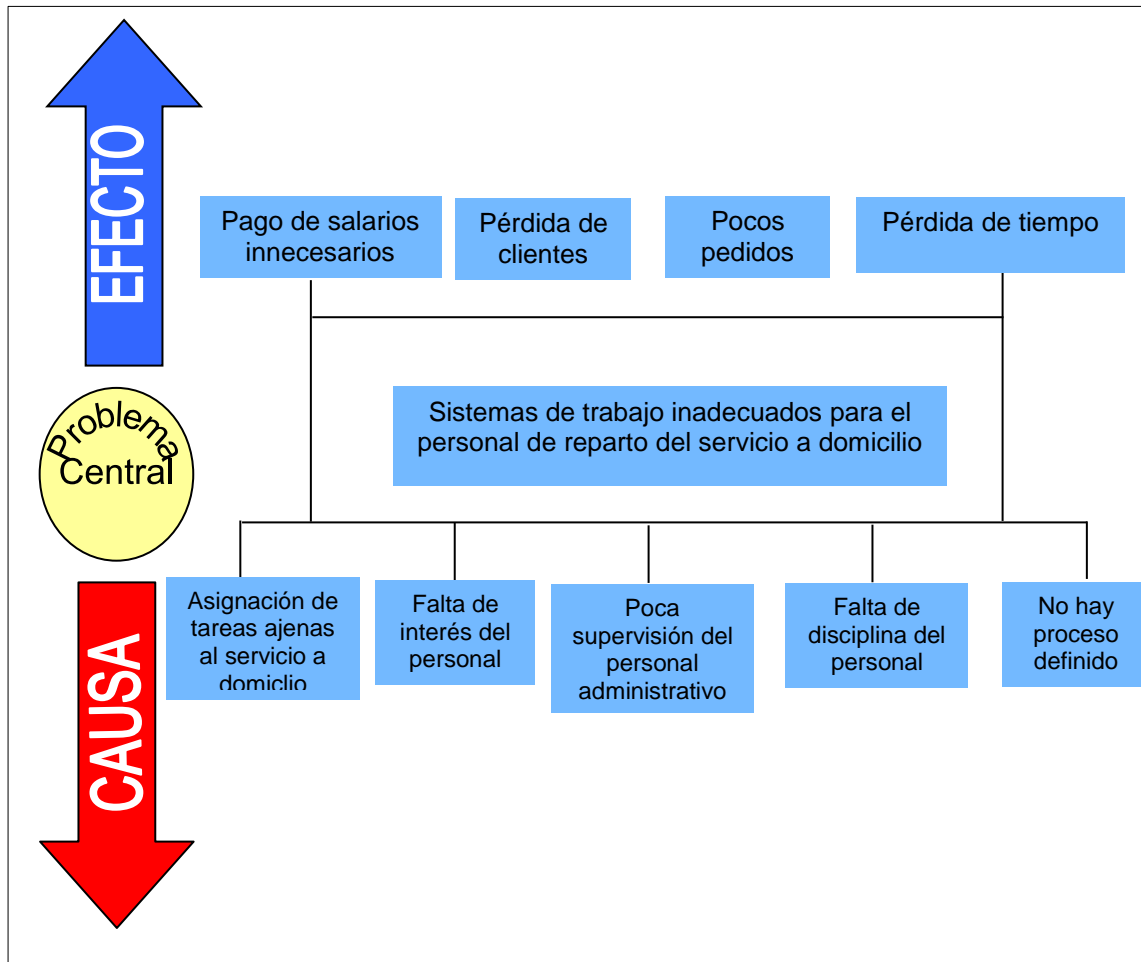 EFECTO
Pago de salarios
innecesarios
Pérdida de
clientes
Pocos
pedidos
Pérdida de tiempo
Problema
Central
Sistemas de trabajo inadecuados para el
personal de reparto del servicio a domicilio
CAUSA
Asignación de
tareas ajenas
al servicio a
domiclio
Falta de
interés del
personal
Poca
supervisión del
personal
administrativo
Falta de
disciplina del
personal
No hay
proceso
definido